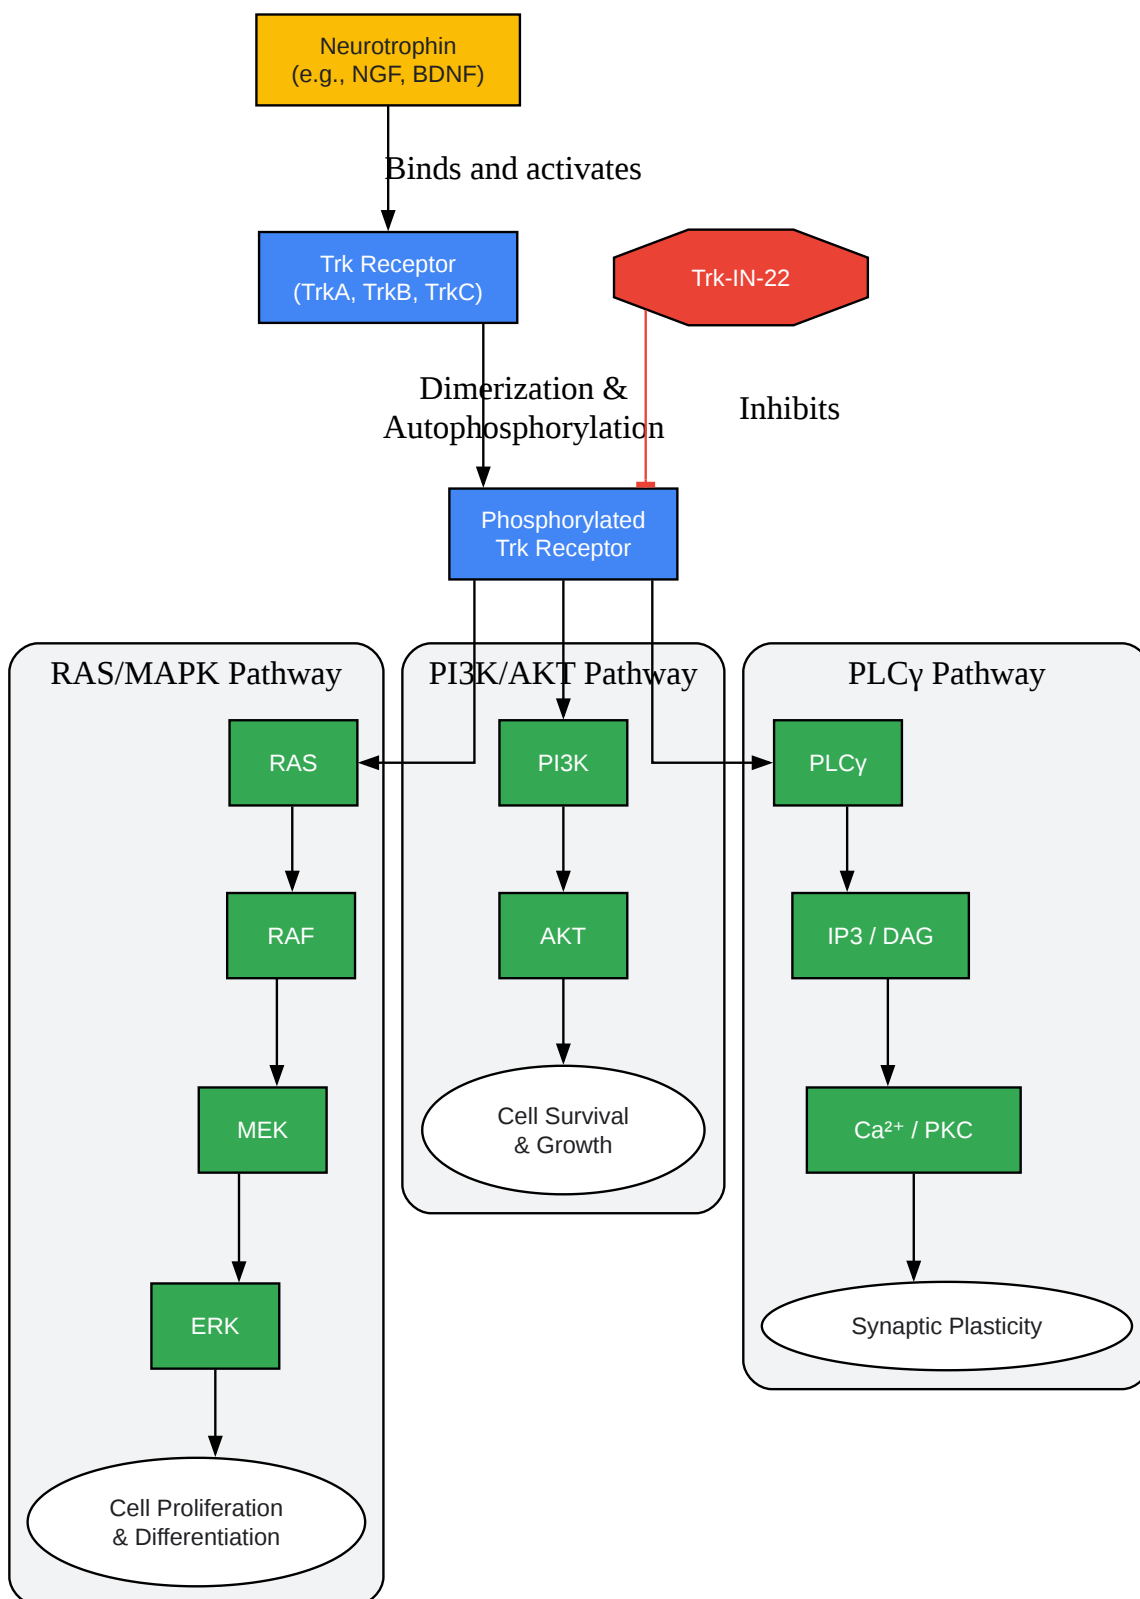 Neurotrophin
(e.g., NGF, BDNF)
Binds and activates
Trk Receptor
(TrkA, TrkB, TrkC)
Trk-IN-22
Dimerization &
Autophosphorylation
Inhibits
Phosphorylated
Trk Receptor
RAS/MAPK Pathway
RAS
RAF
MEK
ERK
Cell Proliferation
& Differentiation
PI3K/AKT Pathway
PI3K
AKT
Cell Survival
& Growth
PLCγ Pathway
PLCγ
IP3 / DAG
Ca²⁺ / PKC
Synaptic Plasticity